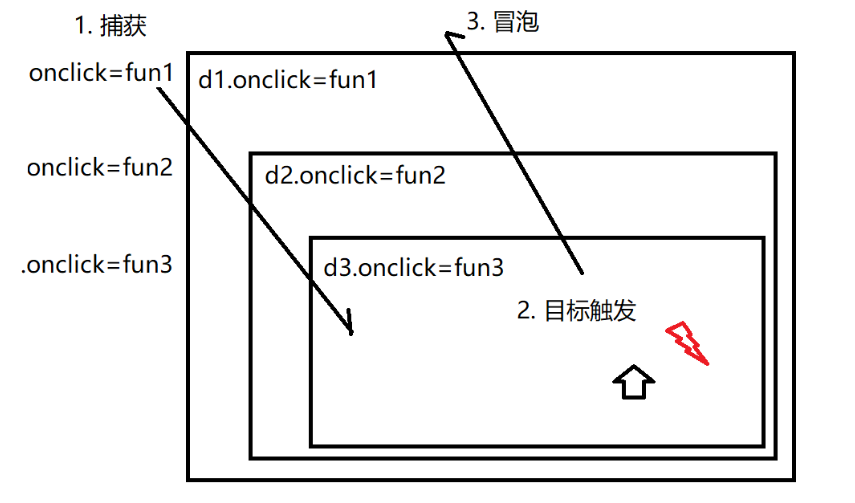 1. 捕获
3. 冒泡
onclick=fun1
d1.onclick=fun1
onclick=fun2
d2.onclick=fun2
.onclick=fun3
d3.onclick=fun3
2. 目标触发